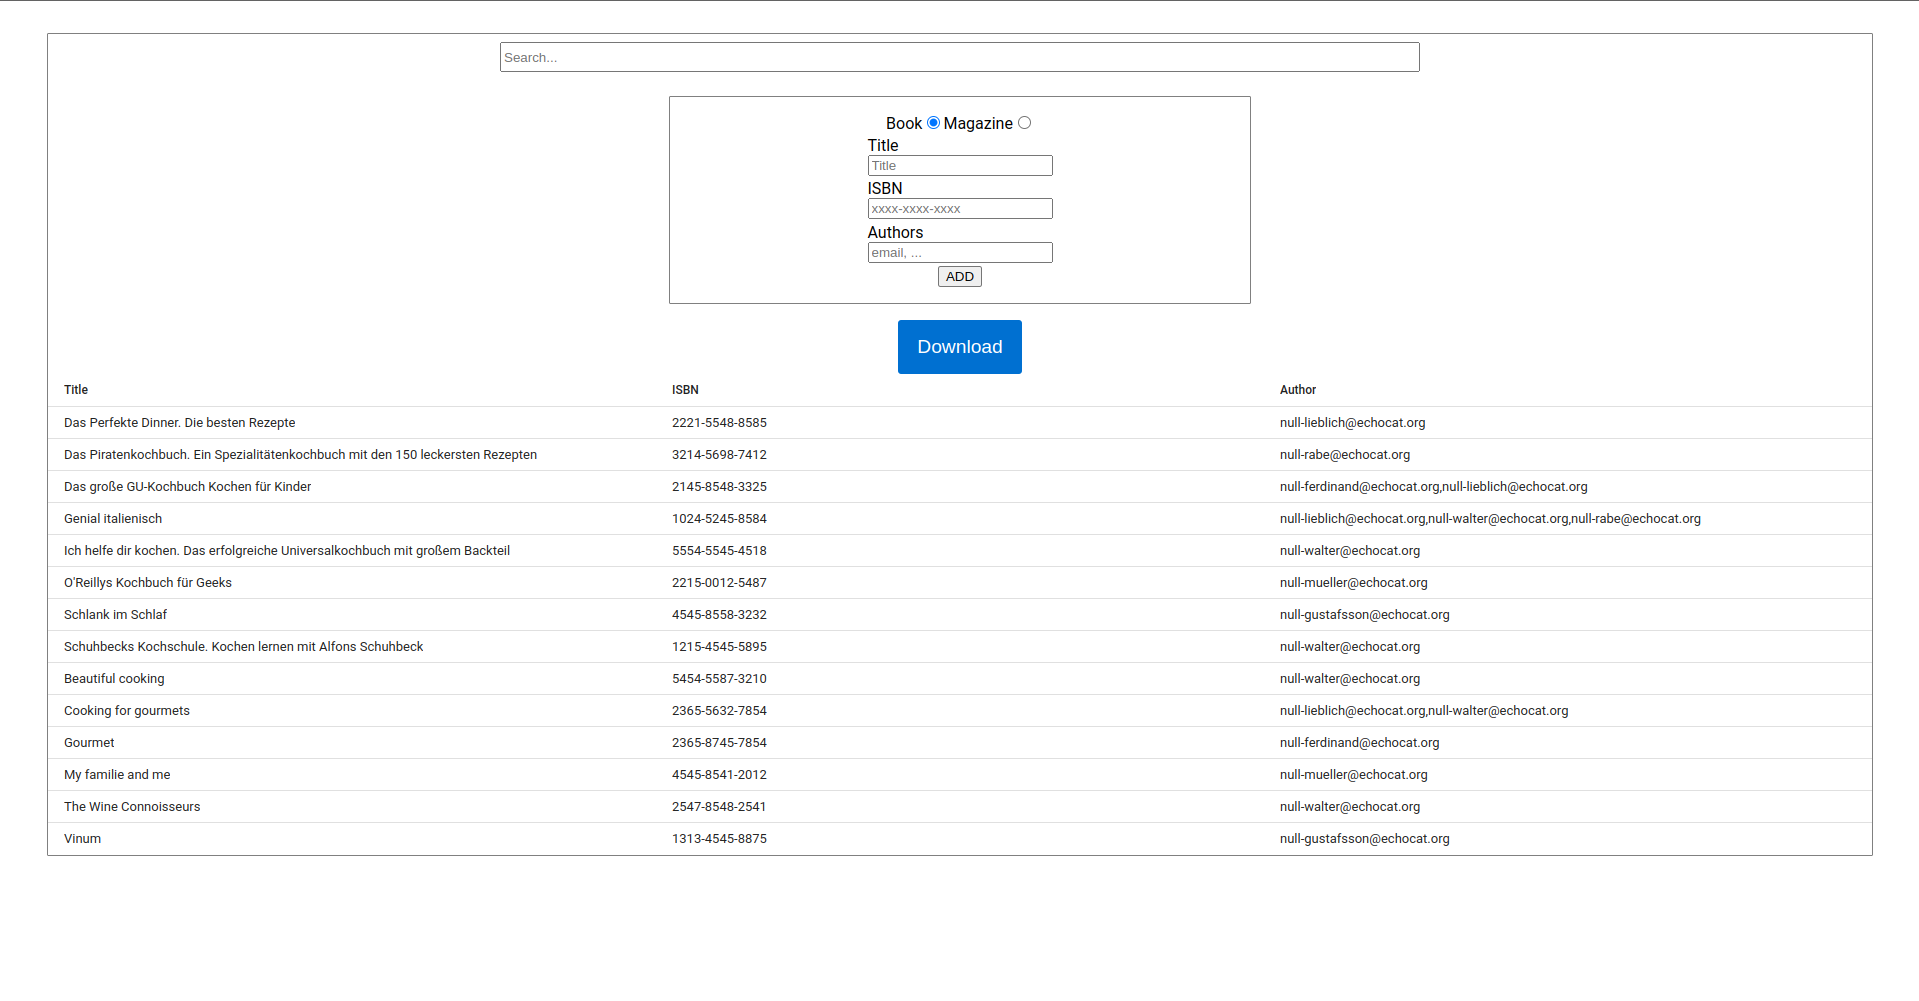 Search...
Book Magazine
Title
Title
ISBN
xxxx-xxxx-xxxx
Authors
email, ...
ADD
Download
Title ISBN Author
Das Perfekte Dinner. Die besten Rezepte 2221-5548-8585 null-lieblich@echocat.org
Das Piratenkochbuch. Ein Spezialitätenkochbuch mit den 150 leckersten Rezepten 3214-5698-7412 null-rabe@echocat.org
Das große GU-Kochbuch Kochen für Kinder 2145-8548-3325 null-ferdinand@echocat.org,null-lieblich@echocat.org
Genial italienisch 1024-5245-8584 null-lieblich@echocat.org,null-walter@echocat.org,null-rabe@echocat.org
Ich helfe dir kochen. Das erfolgreiche Universalkochbuch mit großem Backteil 5554-5545-4518 null-walter@echocat.org
O'Reillys Kochbuch für Geeks 2215-0012-5487 null-mueller@echocat.org
Schlank im Schlaf 4545-8558-3232 null-gustafsson@echocat.org
Schuhbecks Kochschule. Kochen lernen mit Alfons Schuhbeck 1215-4545-5895 null-walter@echocat.org
Beautiful cooking 5454-5587-3210 null-walter@echocat.org
Cooking for gourmets 2365-5632-7854 null-lieblich@echocat.org,null-walter@echocat.org
Gourmet 2365-8745-7854 null-ferdinand@echocat.org
My familie and me 4545-8541-2012 null-mueller@echocat.org
The Wine Connoisseurs 2547-8548-2541 null-walter@echocat.org
Vinum 1313-4545-8875 null-gustafsson@echocat.org